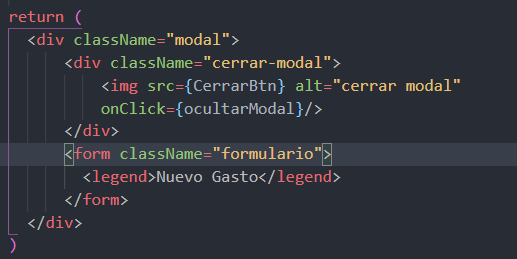 return (
<div className="modal">
<div className="cerrar-modal">
<img src={CerrarBtn} alt="cerrar modal"
onClick={ocultarModal}/>
</div>
<form className="formulario">
<legend>Nuevo Gasto</legend>
</form>
</div>
)